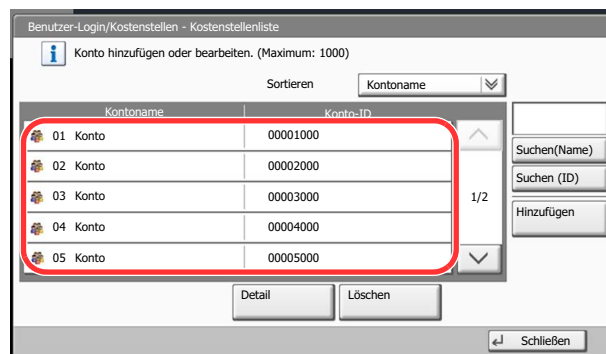 Benutzer-Login/Kostenstellen - Kostenstellenliste
Konto hinzufügen oder bearbeiten. (Maximum: 1000)
Sortieren Kontoname
Kontoname Konto-ID
01 Konto 00001000
02 Konto 00002000
03 Konto 00003000
04 Konto 00004000
05 Konto 00005000
1/2
Suchen(Name)
Suchen (ID)
Hinzufügen
Detail Löschen
Schließen